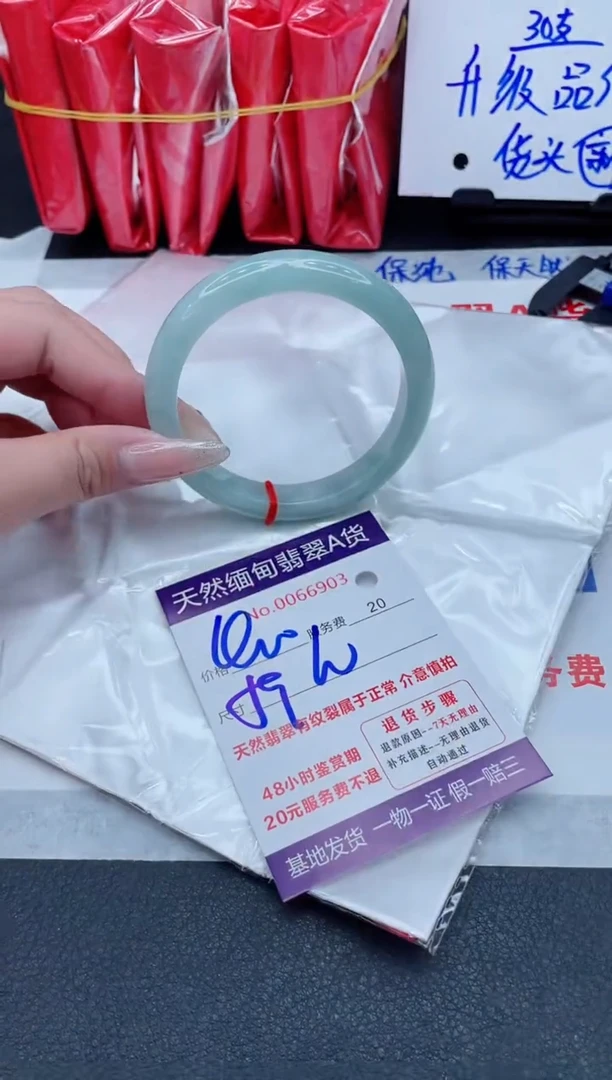 30支
升级品
货头
保纯 保天然
天然缅甸翡翠A货
No.0066903
价格 服务费 20
尺寸
天然翡翠有纹裂属于正常 介意慎拍
48小时鉴赏期
20元服务费不退
退货步骤
退款原因--7天无理由
补充描述--无理由退货
自动通过
基地发货 一物一证 假一赔三
费